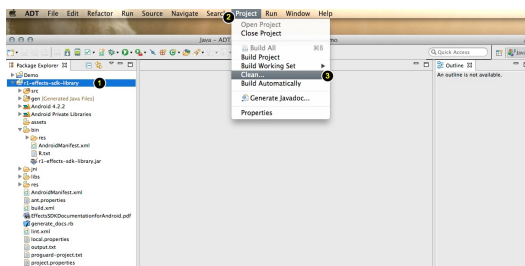 ADT File Edit Refactor Run Source Navigate Search Project Run Window Help
2
Open Project
Close Project
Build All ⌘B
Build Project
Build Working Set
Clean...
3
Build Automatically
Generate Javadoc...
Properties
Java - ADT
Quick Access
Java
Package Explorer
Outline
An outline is not available.
Demo
r1-effects-sdk-library
1
src
gen [Generated Java Files]
Android 4.2.2
Android Private Libraries
assets
bin
res
AndroidManifest.xml
R.txt
r1-effects-sdk-library.jar
jni
libs
res
AndroidManifest.xml
ant.properties
build.xml
EffectsSDKDocumentationforAndroid.pdf
generate_docs.rb
lint.xml
local.properties
output.txt
proguard-project.txt
project.properties